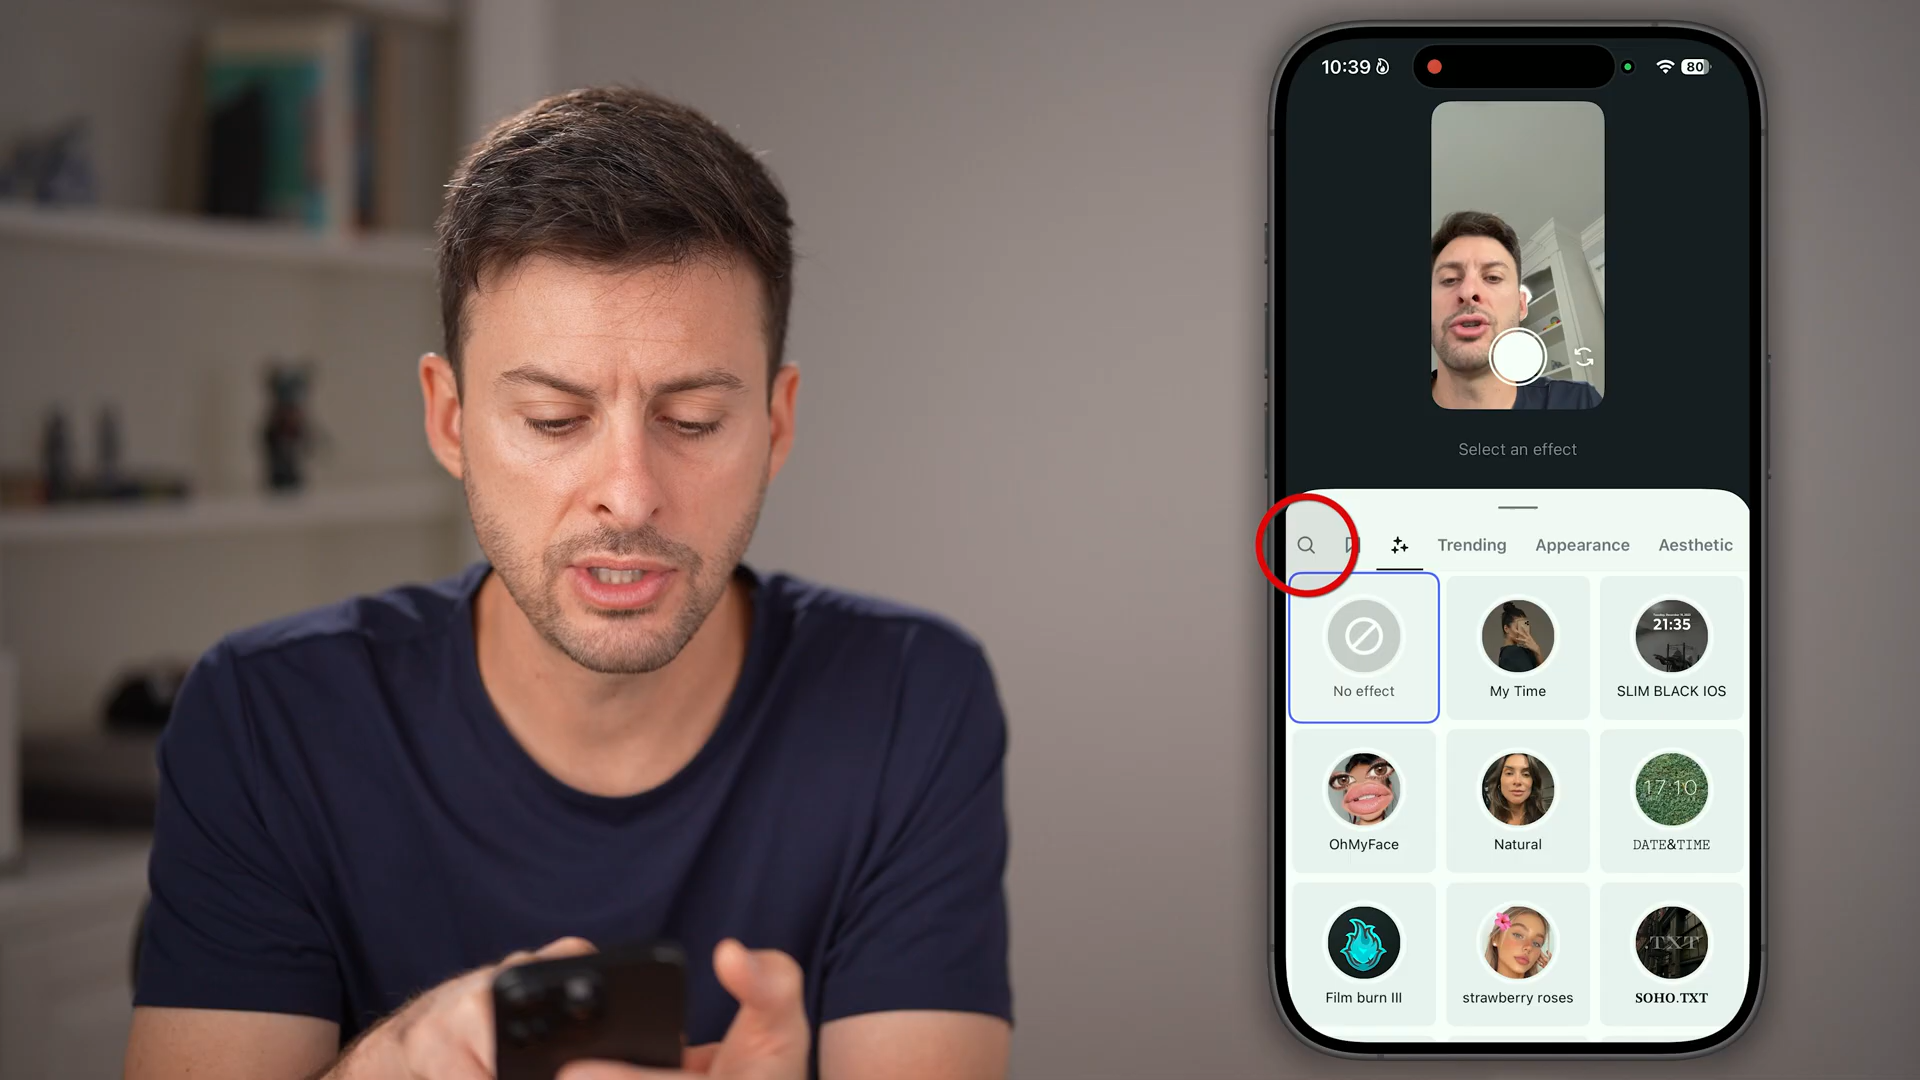 10:39
80
Select an effect
Trending Appearance Aesthetic
21:35
No effect My Time SLIM BLACK IOS
17:10
OhMyFace Natural DATE&TIME
.TXT
Film burn III strawberry roses SOHO.TXT